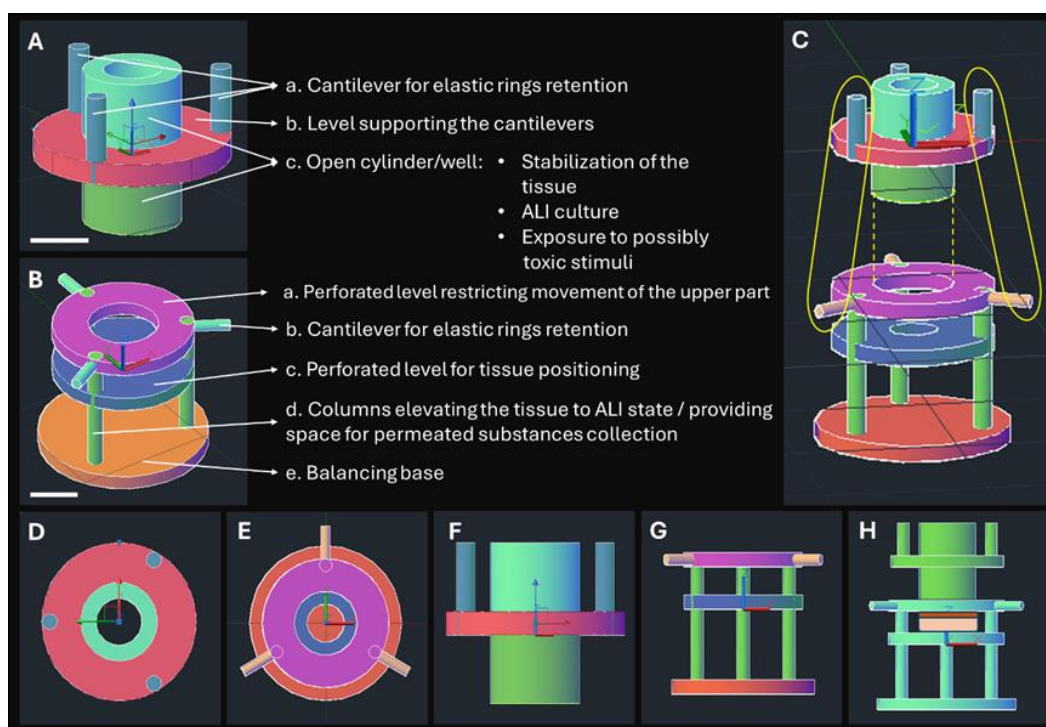 A
a. Cantilever for elastic rings retention
b. Level supporting the cantilevers
c. Open cylinder/well:
• Stabilization of the
tissue
• ALI culture
• Exposure to possibly
toxic stimuli
B
a. Perforated level restricting movement of the upper part
b. Cantilever for elastic rings retention
c. Perforated level for tissue positioning
d. Columns elevating the tissue to ALI state / providing
space for permeated substances collection
e. Balancing base
C
D
E
F
G
H